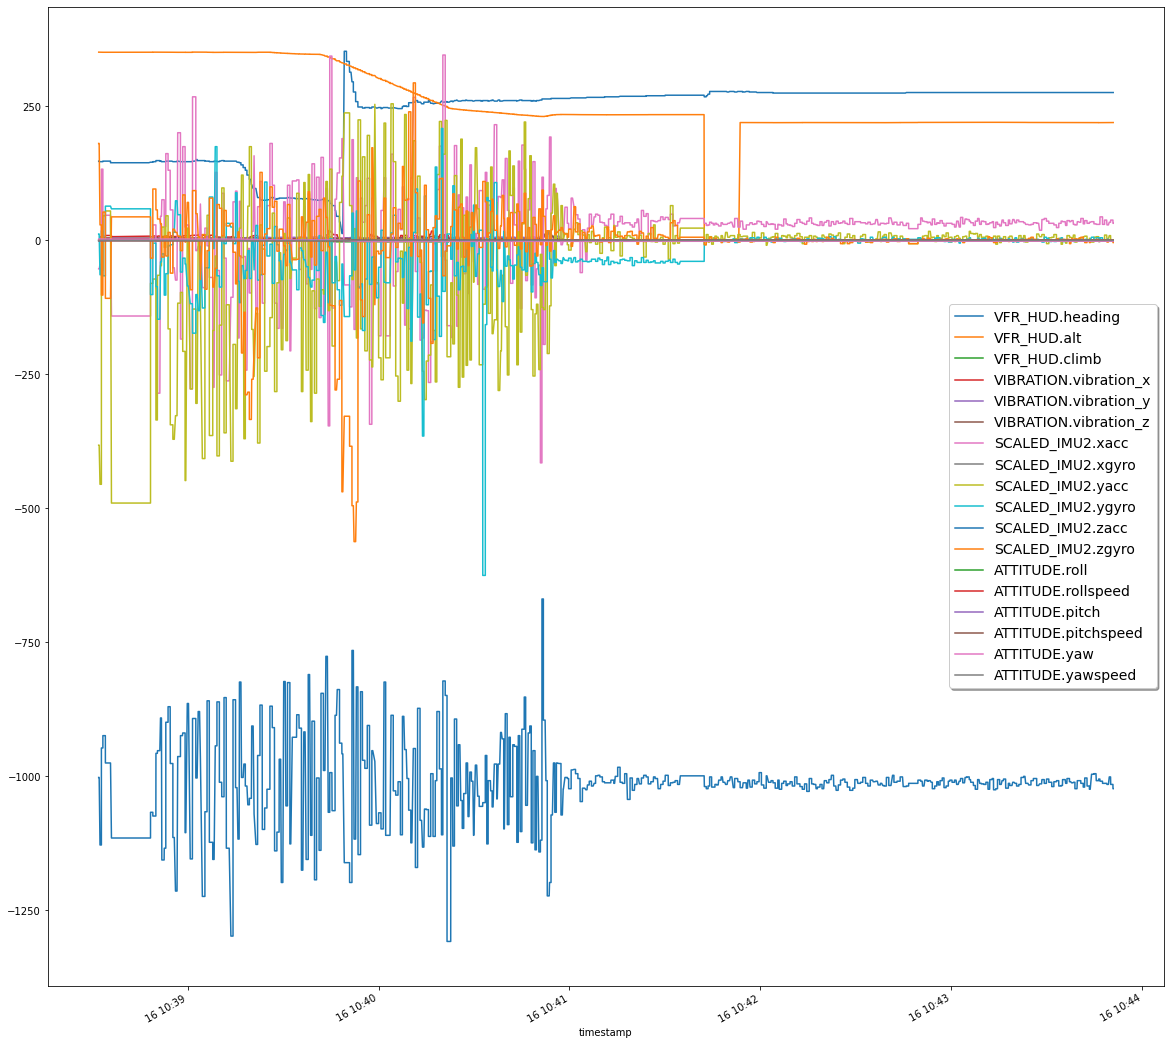 250
0
−250
−500
−750
−1000
−1250
VFR_HUD.heading
VFR_HUD.alt
VFR_HUD.climb
VIBRATION.vibration_x
VIBRATION.vibration_y
VIBRATION.vibration_z
SCALED_IMU2.xacc
SCALED_IMU2.xgyro
SCALED_IMU2.yacc
SCALED_IMU2.ygyro
SCALED_IMU2.zacc
SCALED_IMU2.zgyro
ATTITUDE.roll
ATTITUDE.rollspeed
ATTITUDE.pitch
ATTITUDE.pitchspeed
ATTITUDE.yaw
ATTITUDE.yawspeed
16 10:39
16 10:40
16 10:41
16 10:42
16 10:43
16 10:44
timestamp